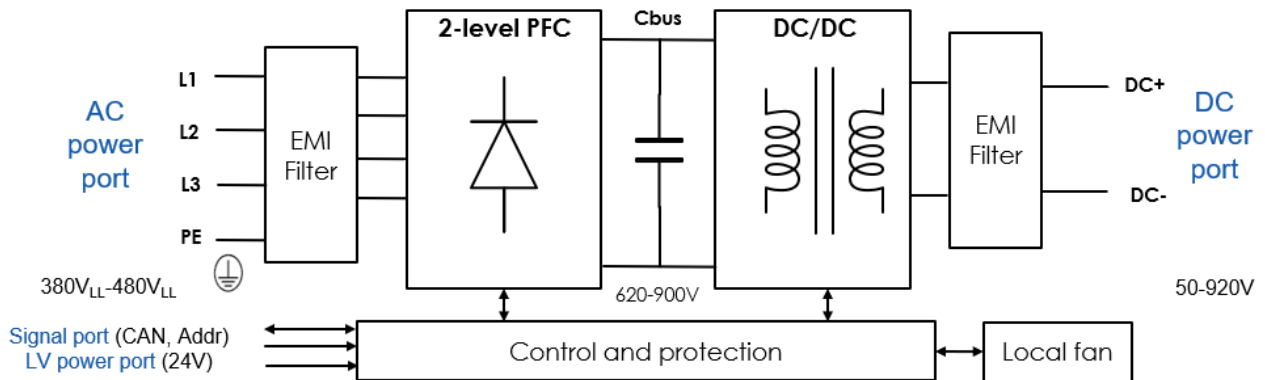 2-level PFC
Cbus
DC/DC
L1
L2
L3
PE
AC
power
port
EMI
Filter
EMI
Filter
DC+
DC-
DC
power
port
380VLL-480VLL
620-900V
50-920V
Signal port (CAN, Addr)
LV power port (24V)
Control and protection
Local fan